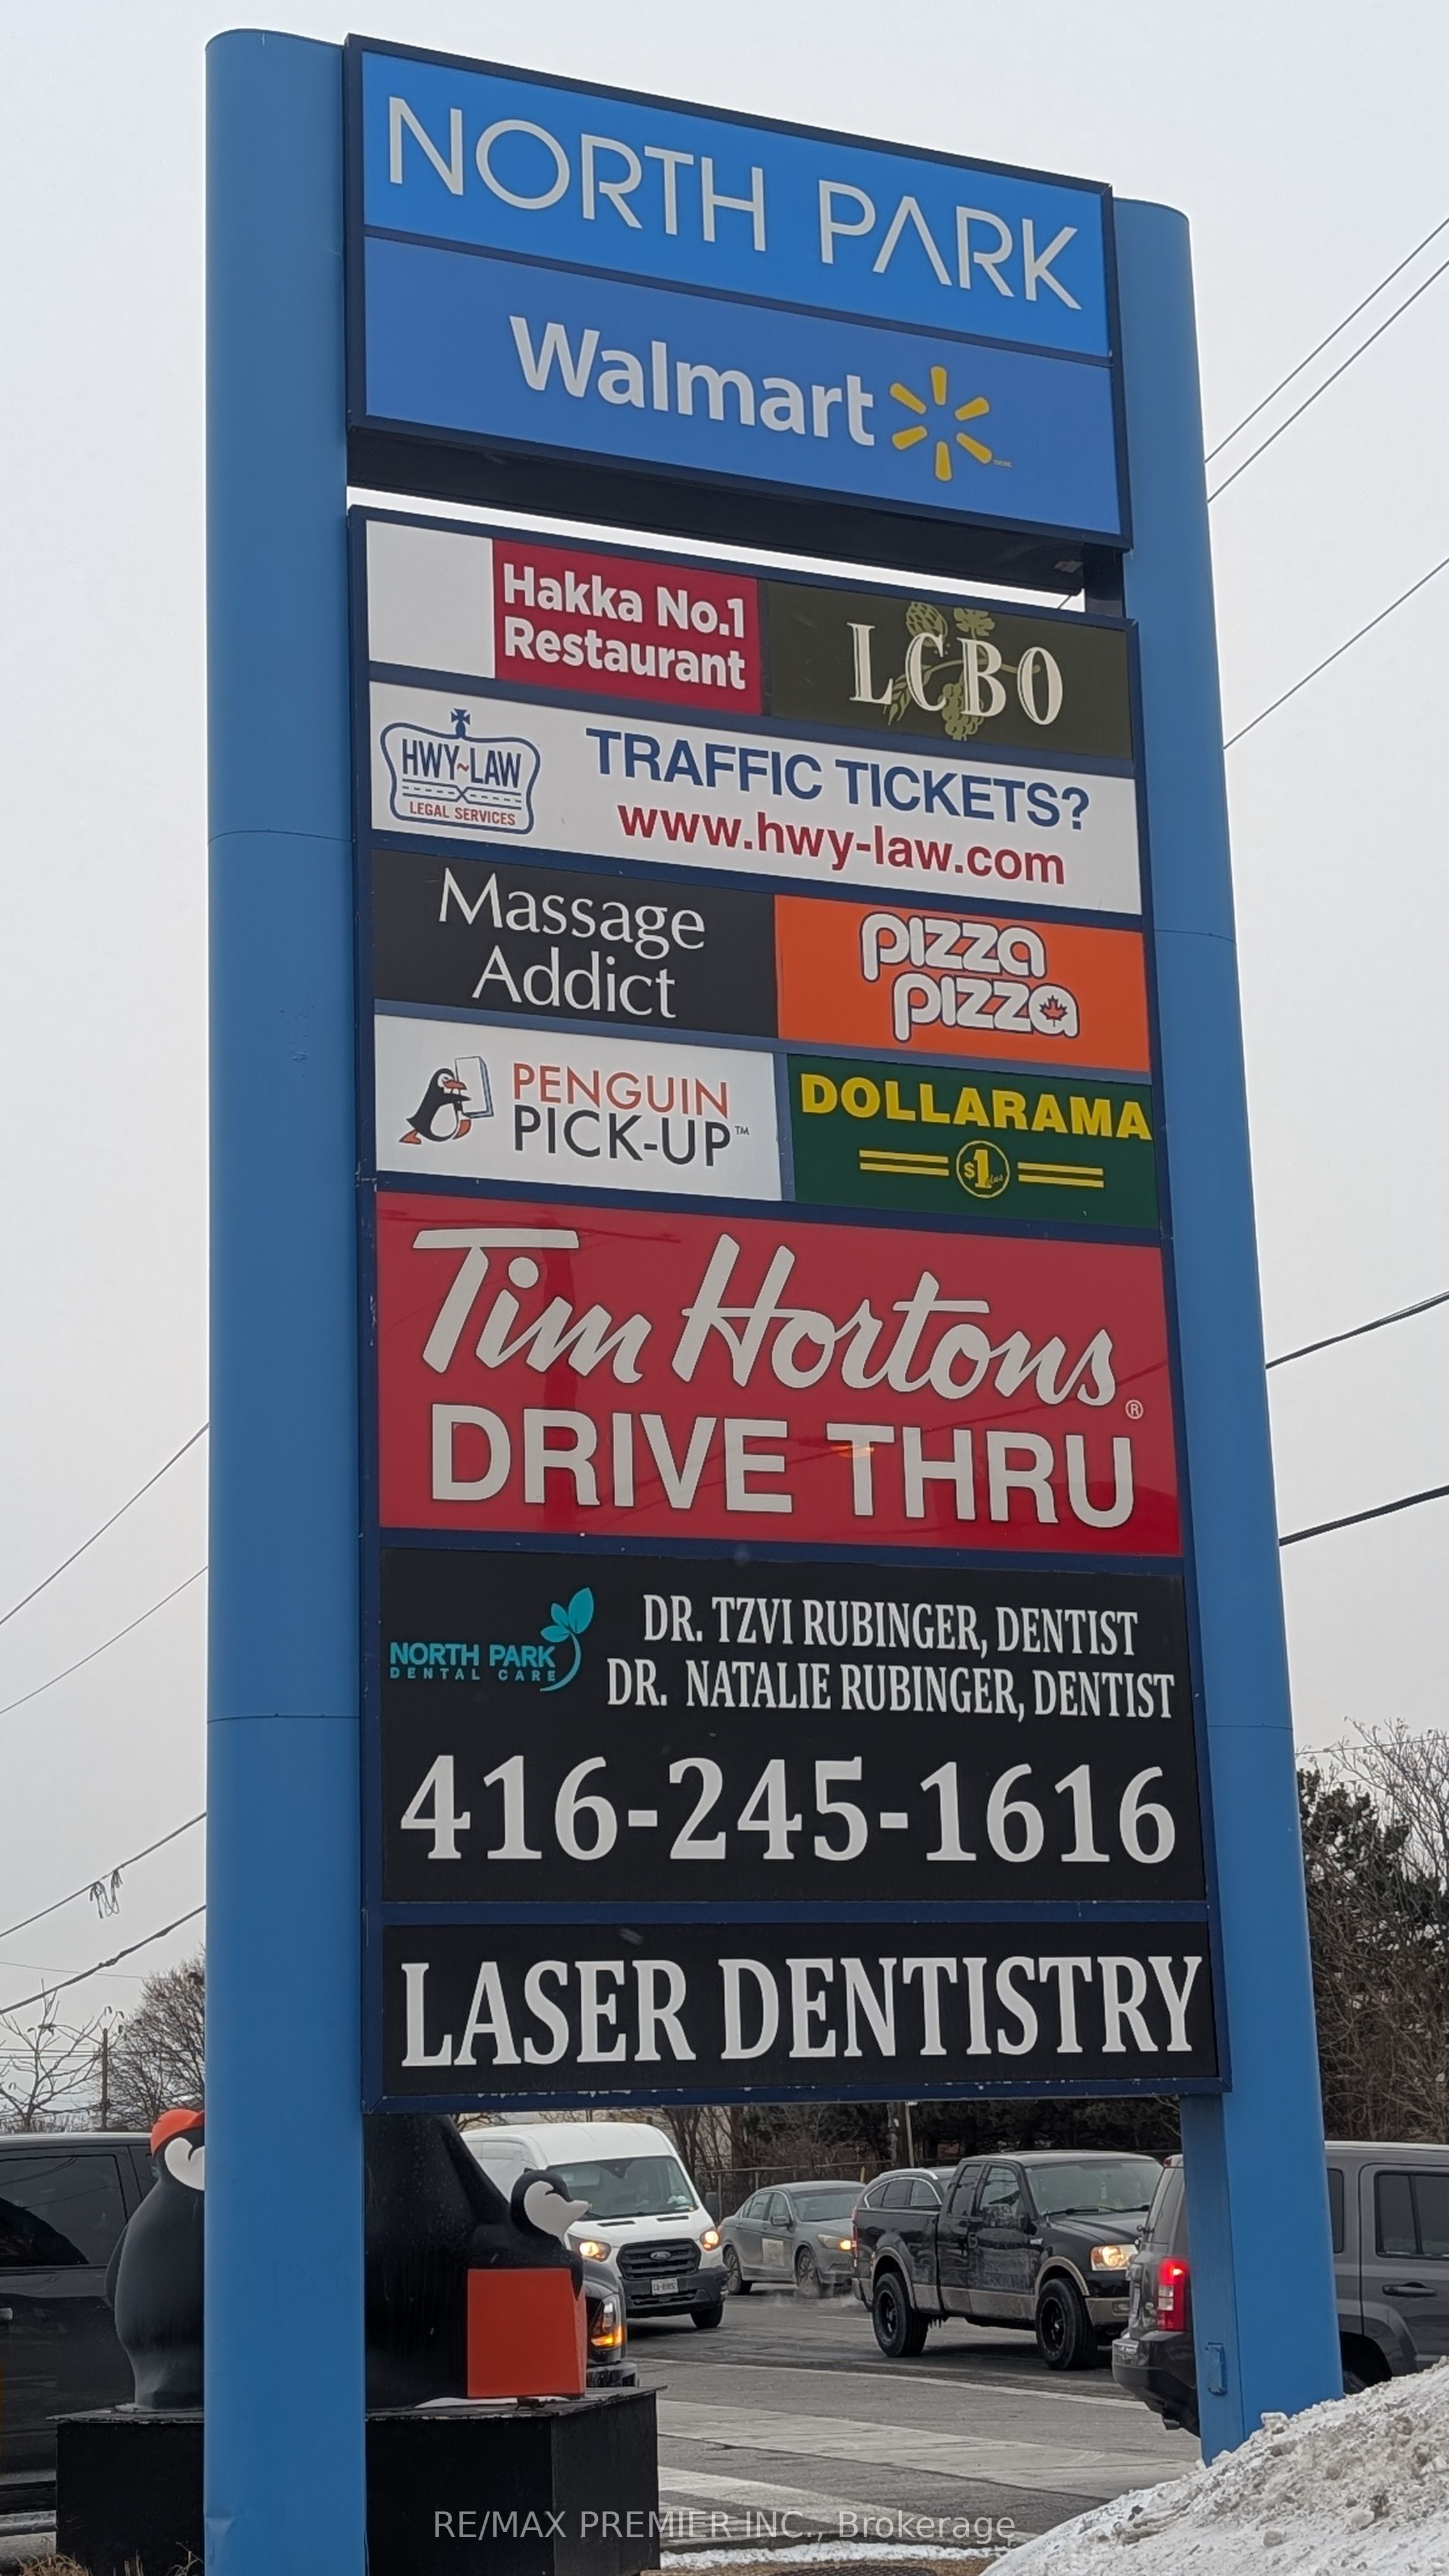 NORTH PARK
Walmart
Hakka No.1
Restaurant
LCBO
HWY~LAW
LEGAL SERVICES
TRAFFIC TICKETS?
www.hwy-law.com
Massage
Addict
PIZZA
PIZZA
PENGUIN
PICK-UP™
DOLLARAMA
$1
Tim Hortons®
DRIVE THRU
NORTH PARK
DENTAL CARE
DR. TZVI RUBINGER, DENTIST
DR. NATALIE RUBINGER, DENTIST
416-245-1616
LASER DENTISTRY
RE/MAX PREMIER INC., Brokerage